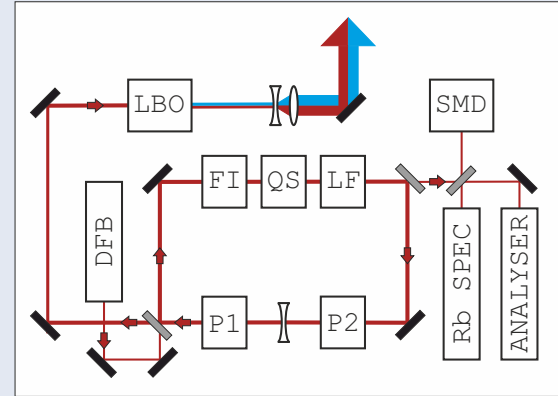 LBO
SMD
FI
QS
LF
DFB
Rb SPEC
ANALYSER
P1
P2